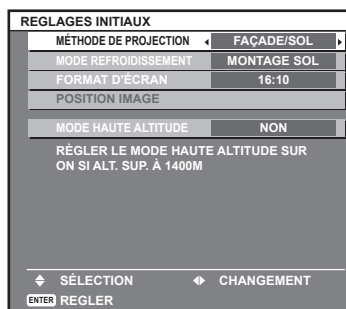 REGLAGES INITIAUX
MÉTHODE DE PROJECTION FAÇADE/SOL
MODE REFROIDISSEMENT MONTAGE SOL
FORMAT D'ÉCRAN 16:10
POSITION IMAGE
MODE HAUTE ALTITUDE NON
RÈGLER LE MODE HAUTE ALTITUDE SUR
ON SI ALT. SUP. À 1400M
SÉLECTION CHANGEMENT
ENTER REGLER